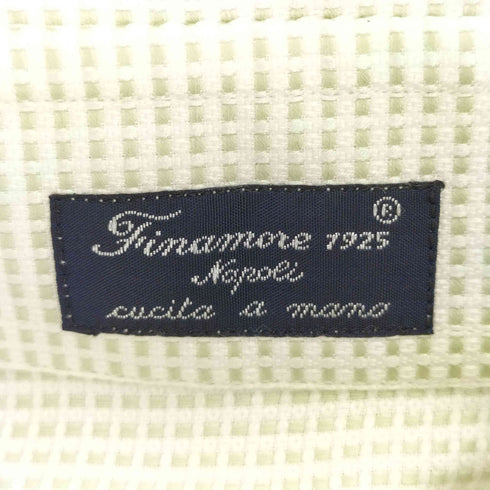 Finamore 1925 ®
Napoli
cucita a mano